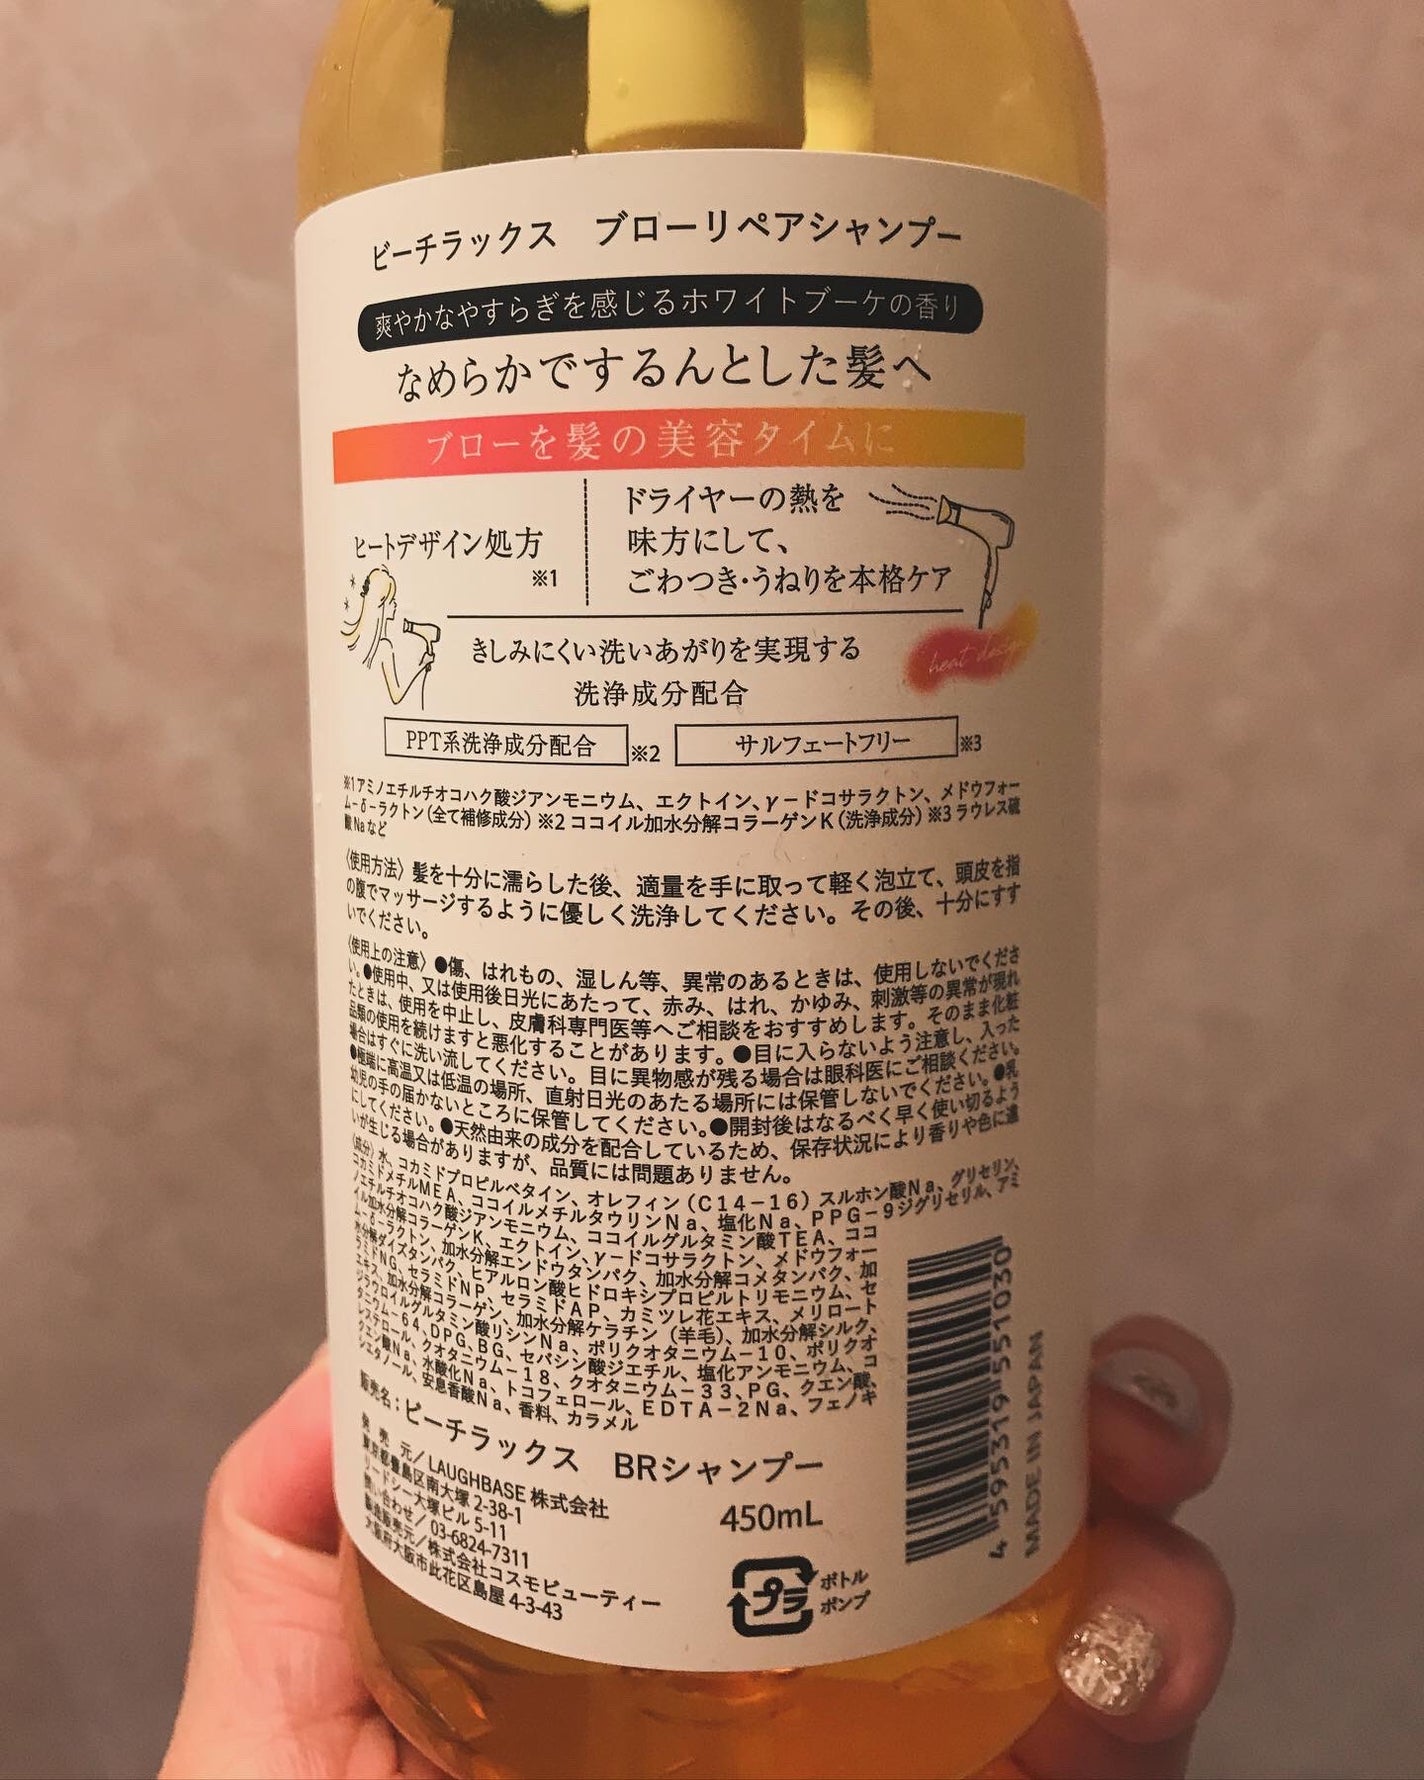 ビーチラックス ブローリペアシャンプー
爽やかなやすらぎを感じるホワイトブーケの香り
なめらかでするんとした髪へ
ブローを髪の美容タイムに
ヒートデザイン処方
※1
ドライヤーの熱を
味方にして、
ごわつき・うねりを本格ケア
heat design
きしみにくい洗いあがりを実現する
洗浄成分配合
PPT系洗浄成分配合 ※2 サルフェートフリー ※3
※1アミノエチルチオコハク酸ジアンモニウム、エクトイン、γ－ドコサラクトン、メドウフォー
ム－δ－ラクトン(全て補修成分)※2ココイル加水分解コラーゲンK(洗浄成分)※3ラウレス硫
酸Naなど
〈使用方法〉髪を十分に濡らした後、適量を手に取って軽く泡立て、頭皮を指
の腹でマッサージするように優しく洗浄してください。その後、十分にすす
いでください。
〈使用上の注意〉●傷、はれもの、湿しん等、異常のあるときは、使用しないでくださ
い。●使用中、又は使用後日光にあたって、赤み、はれ、かゆみ、刺激等の異常が現れ
たときは、使用を中止し、皮膚科専門医等へご相談をおすすめします。そのまま化粧
品類の使用を続けますと悪化することがあります。●目に入らないよう注意し、入った
場合はすぐに洗い流してください。目に異物感が残る場合は眼科医にご相談ください。
●極端に高温又は低温の場所、直射日光のあたる場所には保管しないでください。●乳
幼児の手の届かないところに保管してください。●開封後はなるべく早く使い切るよう
にしてください。●天然由来の成分を配合しているため、保存状況により香りや色に違
いが生じる場合がありますが、品質には問題ありません。
〈成分〉水、コカミドプロピルベタイン、オレフィン(C14－16)スルホン酸Na、グリセリン、
コカミドメチルMEA、ココイルメチルタウリンNa、塩化Na、PPG－9ジグリセリル、アミ
ノエチルチオコハク酸ジアンモニウム、ココイルグルタミン酸TEA、ココ
イル加水分解コラーゲンK、エクトイン、γ－ドコサラクトン、メドウフォー
ム－δ－ラクトン、加水分解エンドウタンパク、加水分解コメタンパク、加
水分解ダイズタンパク、ヒアルロン酸ヒドロキシプロピルトリモニウム、セ
ラミドNG、セラミドNP、セラミドAP、カミツレ花エキス、メリロート
エキス、加水分解コラーゲン、加水分解ケラチン(羊毛)、加水分解シルク、
ジラウロイルグルタミン酸リシンNa、ポリクオタニウム－10、ポリクオ
タニウム－64、DPG、BG、セバシン酸ジエチル、塩化アンモニウム、コ
レステロール、クオタニウム－18、クオタニウム－33、PG、クエン酸、
クエン酸Na、水酸化Na、トコフェロール、EDTA－2Na、フェノキ
シエタノール、安息香酸Na、香料、カラメル
販売名：ビーチラックス BRシャンプー
発売元/LAUGHBASE 株式会社
東京都豊島区南大塚 2-38-1
リードシー大塚ビル 5-11
問い合わせ/03-6824-7311
製造販売元/株式会社コスモビューティー
大阪府大阪市此花区島屋 4-3-43
450mL
プラ
ボトル
ポンプ
4 595319 551030
MADE IN JAPAN